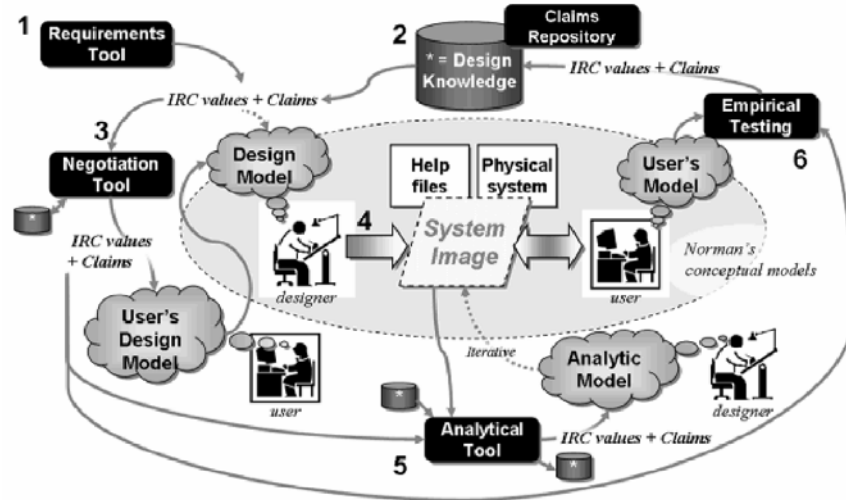 1
Requirements
Tool
2
Claims
Repository
* = Design
Knowledge
IRC values + Claims
IRC values + Claims
3
Negotiation
Tool
*
Design
Model
Help
files
Physical
system
User's
Model
Empirical
Testing
6
4
System
Image
designer
user
Norman's
conceptual models
IRC values
+ Claims
User's
Design
Model
user
Iterative
Analytic
Model
designer
*
Analytical
Tool
5
IRC values + Claims
*